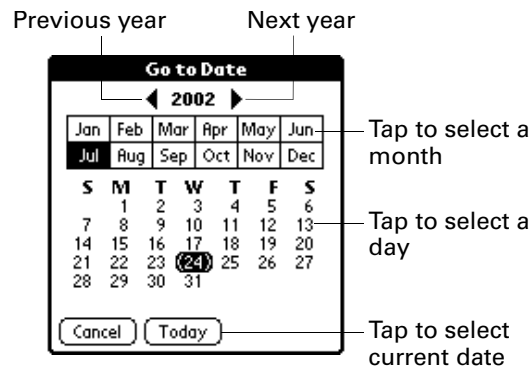 Previous year Next year
Go to Date
2002
Jan Feb Mar Apr May Jun
Jul Aug Sep Oct Nov Dec
Tap to select a
month
S M T W T F S
1 2 3 4 5 6
7 8 9 10 11 12 13
14 15 16 17 18 19 20
21 22 23 (24) 25 26 27
28 29 30 31
Tap to select a
day
Cancel Today
Tap to select
current date